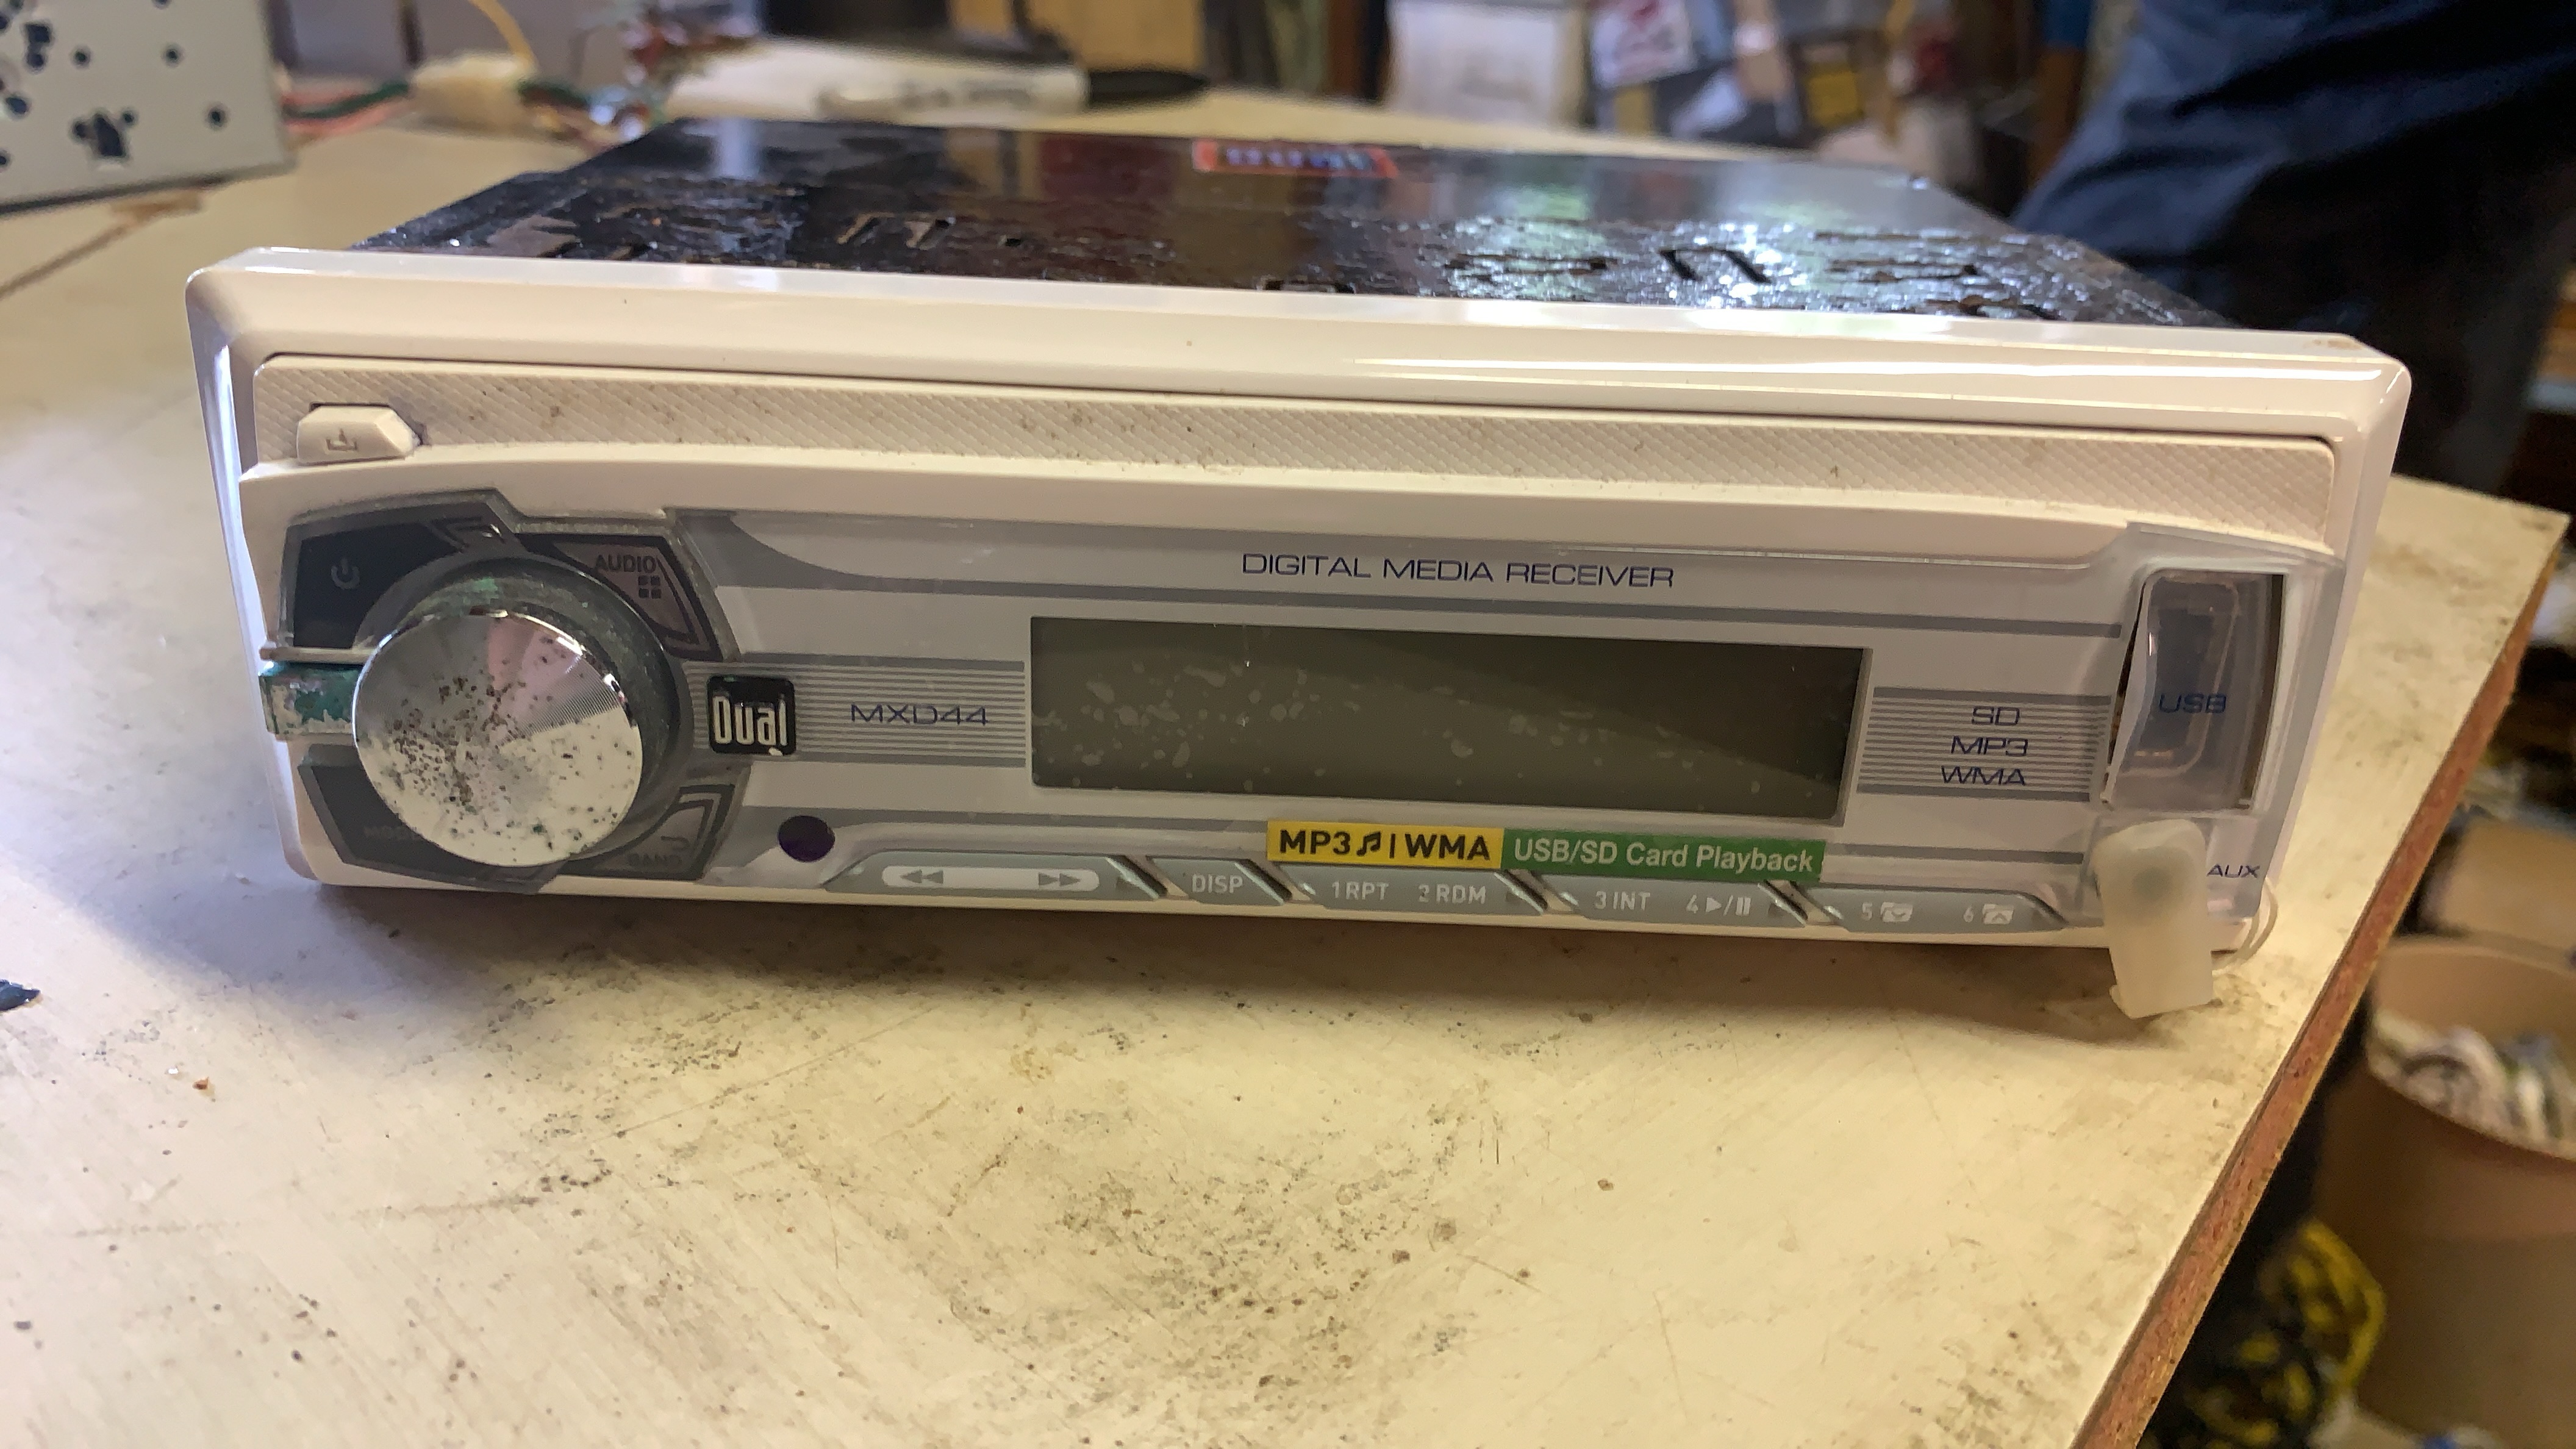 AUDIO
DIGITAL MEDIA RECEIVER
Dual
MXD44
SD
MP3
WMA
USB
MP3 | WMA USB/SD Card Playback
DISP
1 RPT 2 RDM
3 INT 4
5 6
AUX
BAND